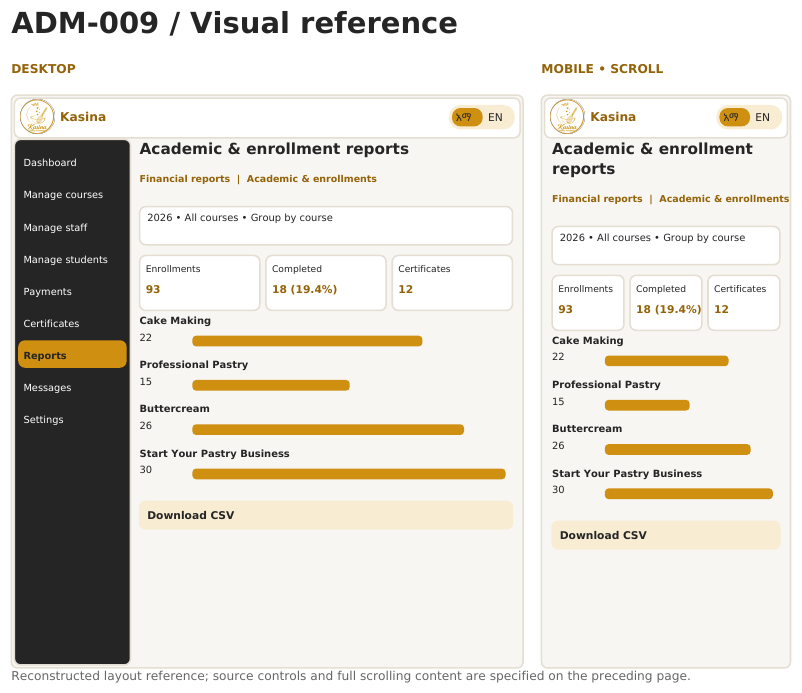 ADM-009 / Visual reference
DESKTOP
Kasina
Kasina
አማ EN
Dashboard
Manage courses
Manage staff
Manage students
Payments
Certificates
Reports
Messages
Settings
Academic & enrollment reports
Financial reports | Academic & enrollments
2026 • All courses • Group by course
Enrollments
93
Completed
18 (19.4%)
Certificates
12
Cake Making
22
Professional Pastry
15
Buttercream
26
Start Your Pastry Business
30
Download CSV
MOBILE • SCROLL
Kasina
Kasina
አማ EN
Academic & enrollment
reports
Financial reports | Academic & enrollments
2026 • All courses • Group by course
Enrollments
93
Completed
18 (19.4%)
Certificates
12
Cake Making
22
Professional Pastry
15
Buttercream
26
Start Your Pastry Business
30
Download CSV
Reconstructed layout reference; source controls and full scrolling content are specified on the preceding page.